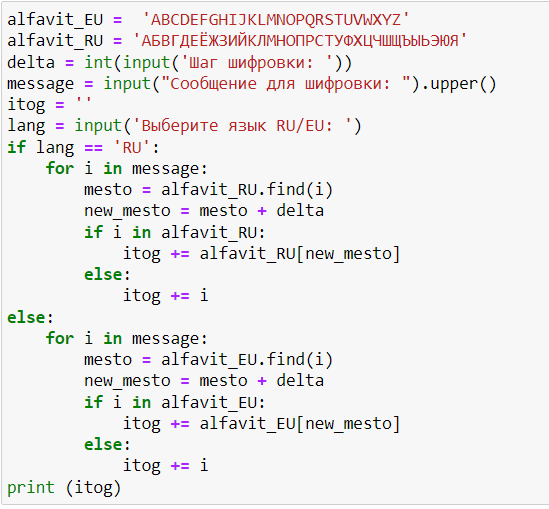 alfavit_EU =  'ABCDEFGHIJKLMNOPQRSTUVWXYZ'
alfavit_RU = 'АБВГДЕЁЖЗИЙКЛМНОПРСТУФХЦЧШЩЪЫЬЭЮЯ'
delta = int(input('Шаг шифровки: '))
message = input("Сообщение для шифровки: ").upper()
itog = ''
lang = input('Выберите язык RU/EU: ')
if lang == 'RU':
    for i in message:
        mesto = alfavit_RU.find(i)
        new_mesto = mesto + delta
        if i in alfavit_RU:
            itog += alfavit_RU[new_mesto]
        else:
            itog += i
else:
    for i in message:
        mesto = alfavit_EU.find(i)
        new_mesto = mesto + delta
        if i in alfavit_EU:
            itog += alfavit_EU[new_mesto]
        else:
            itog += i
print (itog)